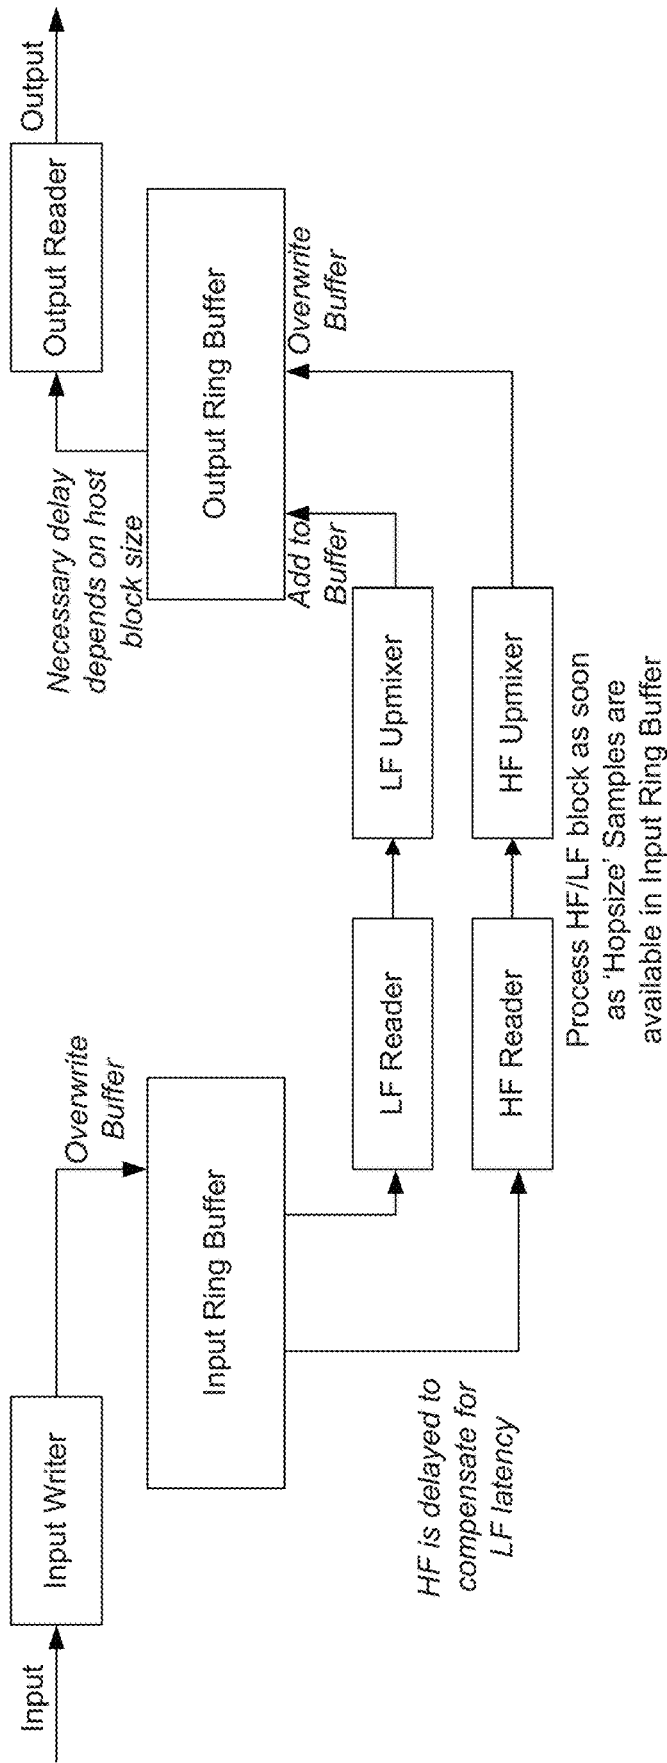 Input
Input Writer
Overwrite
Buffer
Input Ring Buffer
HF is delayed to
compensate for
LF latency
LF Reader
HF Reader
LF Upmixer
HF Upmixer
Process HF/LF block as soon
as 'Hopsize' Samples are
available in Input Ring Buffer
Add to
Buffer
Overwrite
Buffer
Output Ring Buffer
Necessary delay
depends on host
block size
Output Reader
Output